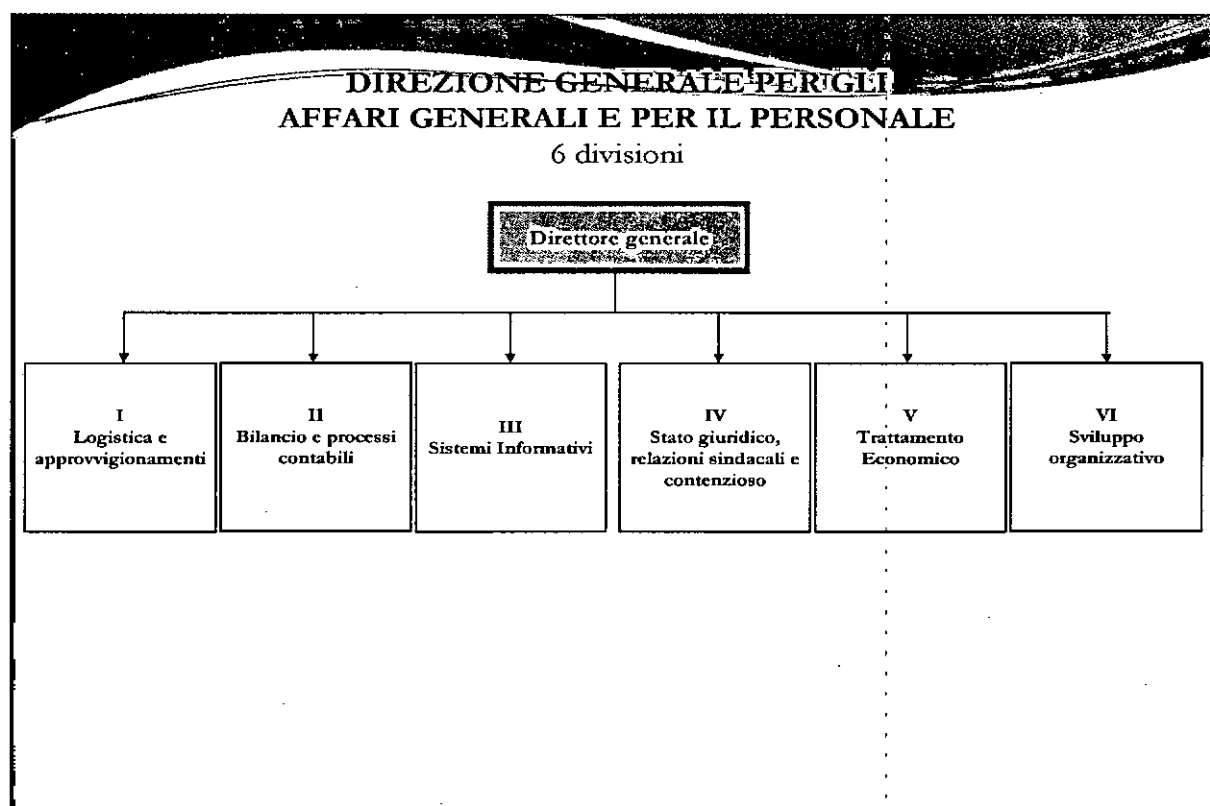 DIREZIONE GENERALE PER GLI
AFFARI GENERALI E PER IL PERSONALE
6 divisioni
Direttore generale
I
Logistica e
approvvigionamenti
II
Bilancio e processi
contabili
III
Sistemi Informativi
IV
Stato giuridico,
relazioni sindacali e
contenzioso
V
Trattamento
Economico
VI
Sviluppo
organizzativo